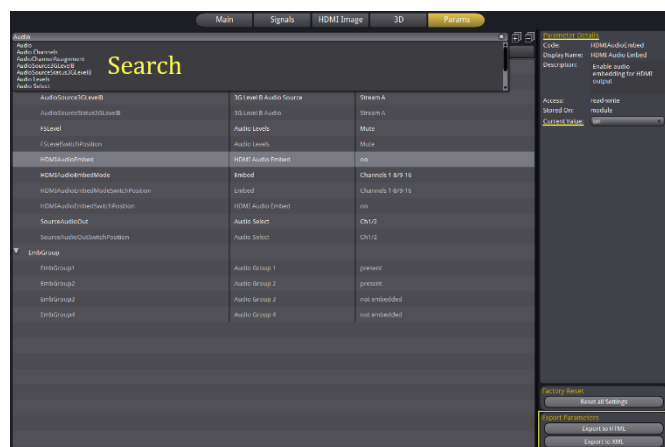 Main Signals HDMI Image 3D Params
Audio
Audio
Audio Channels
AudioChannelAssignment
AudioSource3GLevelB
AudioSourceStatus3GLevelB
Audio Levels
Audio Select
Search
AudioSource3GLevelB 3G Level B Audio Source Stream A
AudioSourceStatus3GLevelB 3G Level B Audio Stream A
FSLevel Audio Levels Mute
FSLevelSwitchPosition Audio Levels Mute
HDMIAudioEmbed HDMI Audio Embed on
HDMIAudioEmbedMode Embed Channels 1-8/9-16
HDMIAudioEmbedModeSwitchPosition Embed Channels 1-8/9-16
HDMIAudioEmbedSwitchPosition HDMI Audio Embed on
SourceAudioOut Audio Select Ch1/2
SourceAudioOutSwitchPosition Audio Select Ch1/2
EmbGroup
EmbGroup1 Audio Group 1 present
EmbGroup2 Audio Group 2 present
EmbGroup3 Audio Group 3 not embedded
EmbGroup4 Audio Group 4 not embedded
Parameter Details
Code: HDMIAudioEmbed
Display Name: HDMI Audio Embed
Description: Enable audio
embedding for HDMI
output
Access: read-write
Stored On: module
Current Value: on
Factory Reset
Reset all Settings
Export Parameters
Export to HTML
Export to XML